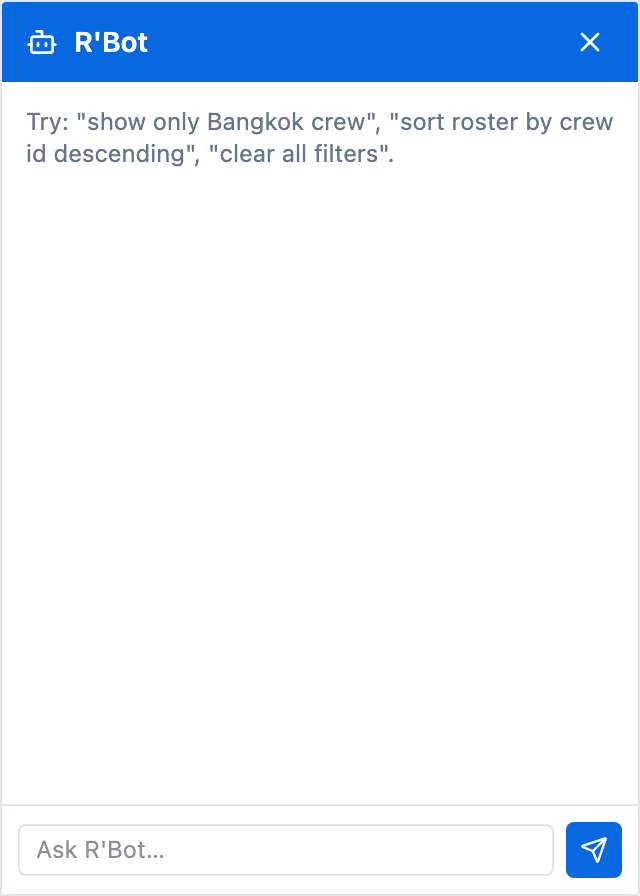 R'Bot
Try: "show only Bangkok crew", "sort roster by crew
id descending", "clear all filters".
Ask R'Bot...